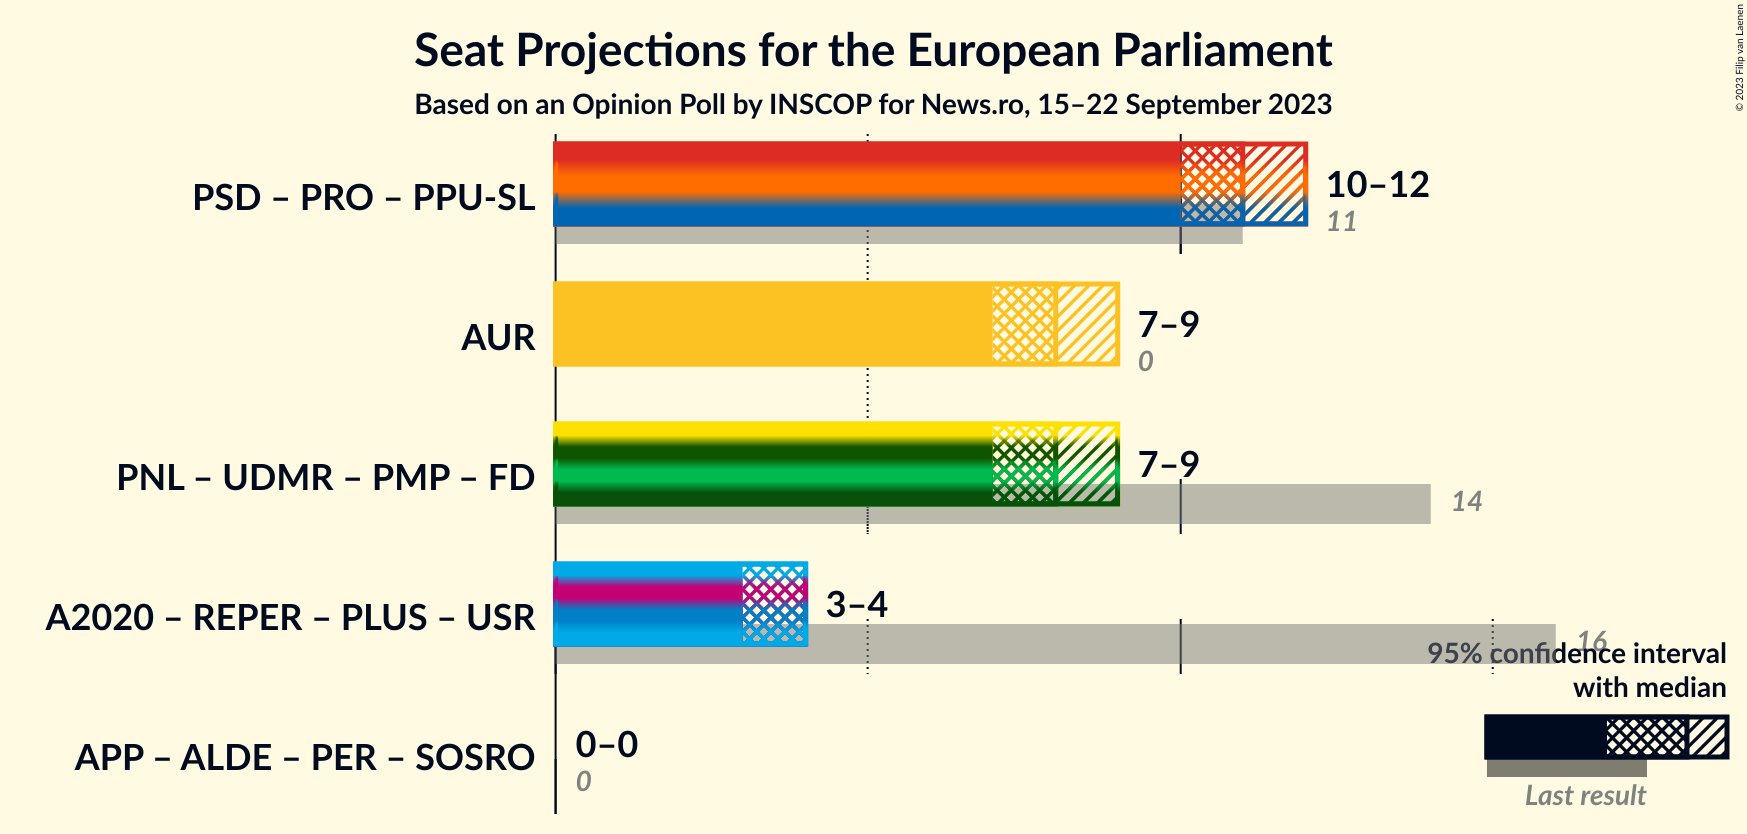 Seat Projections for the European Parliament
Based on an Opinion Poll by INSCOP for News.ro, 15–22 September 2023
© 2023 Filip van Laenen
PSD – PRO – PPU-SL
10–12
11
AUR
7–9
0
PNL – UDMR – PMP – FD
7–9
14
A2020 – REPER – PLUS – USR
3–4
16
95% confidence interval
with median
Last result
APP – ALDE – PER – SOSRO
0–0
0